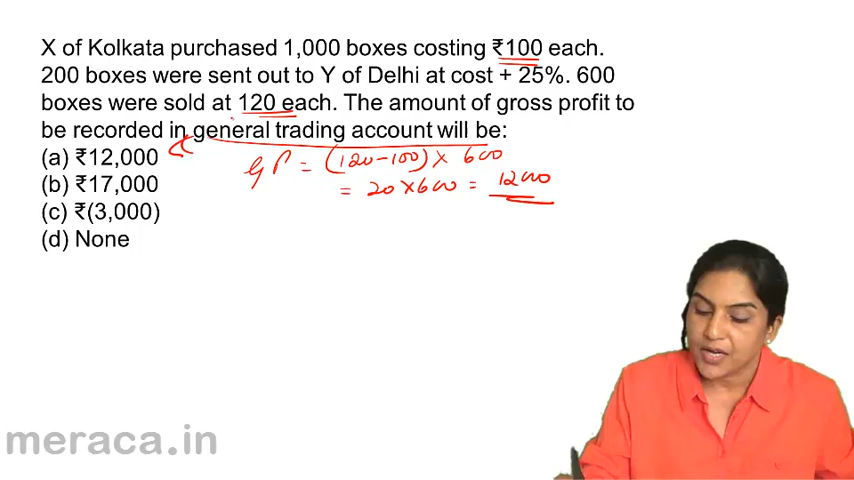 X of Kolkata purchased 1,000 boxes costing ₹100 each.
200 boxes were sent out to Y of Delhi at cost + 25%. 600
boxes were sold at 120 each. The amount of gross profit to
be recorded in general trading account will be:
(a) ₹12,000
GP = (120-100) × 600
(b) ₹17,000
= 20 × 600 = 12000
(c) ₹(3,000)
(d) None
meraca.in